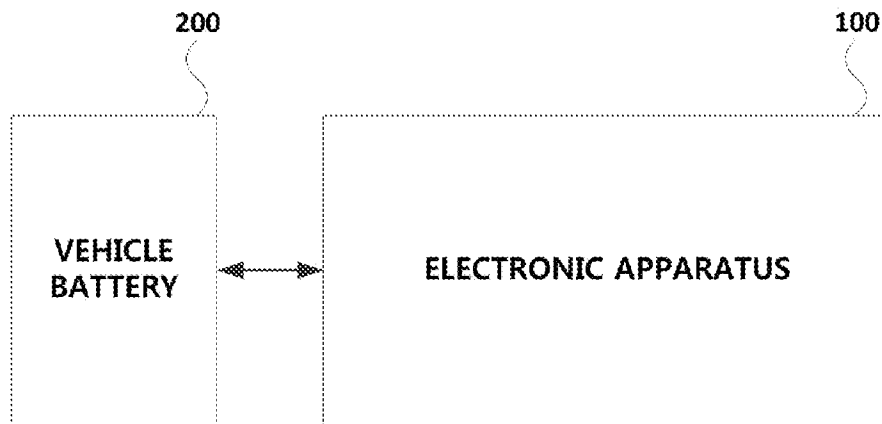 200
100
VEHICLE
BATTERY
ELECTRONIC APPARATUS